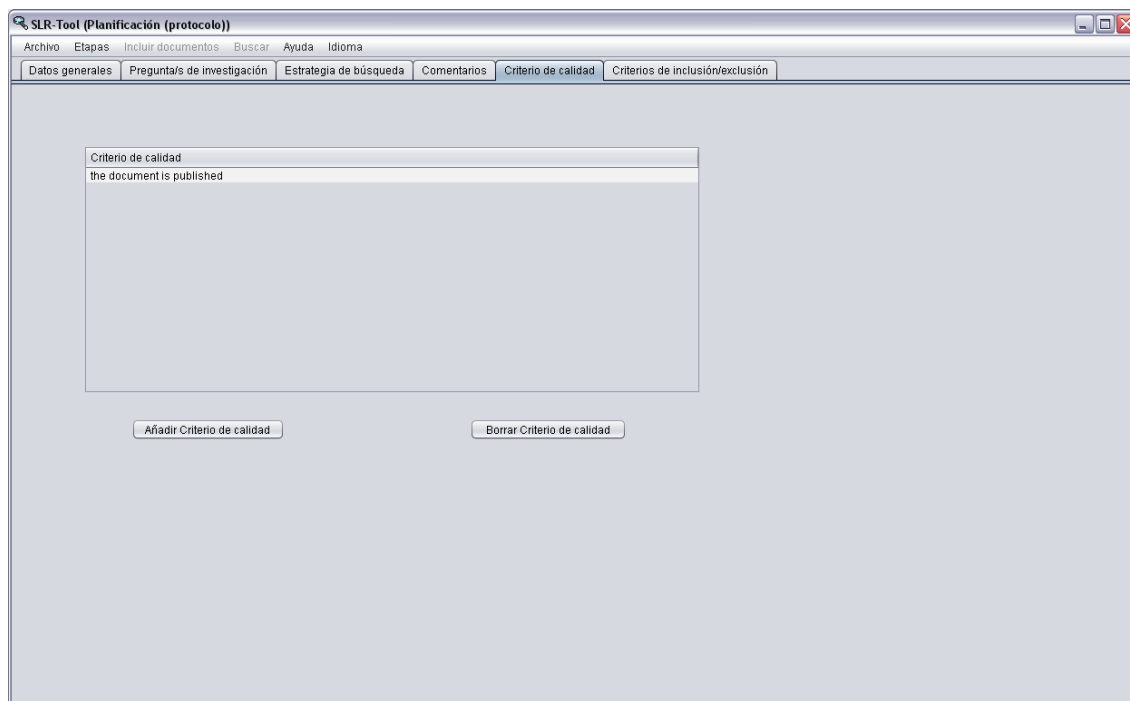 SLR-Tool (Planificación (protocolo))
Archivo Etapas Incluir documentos Buscar Ayuda Idioma
Datos generales Pregunta/s de investigación Estrategia de búsqueda Comentarios Criterio de calidad Criterios de inclusión/exclusión
Criterio de calidad
the document is published
Añadir Criterio de calidad Borrar Criterio de calidad